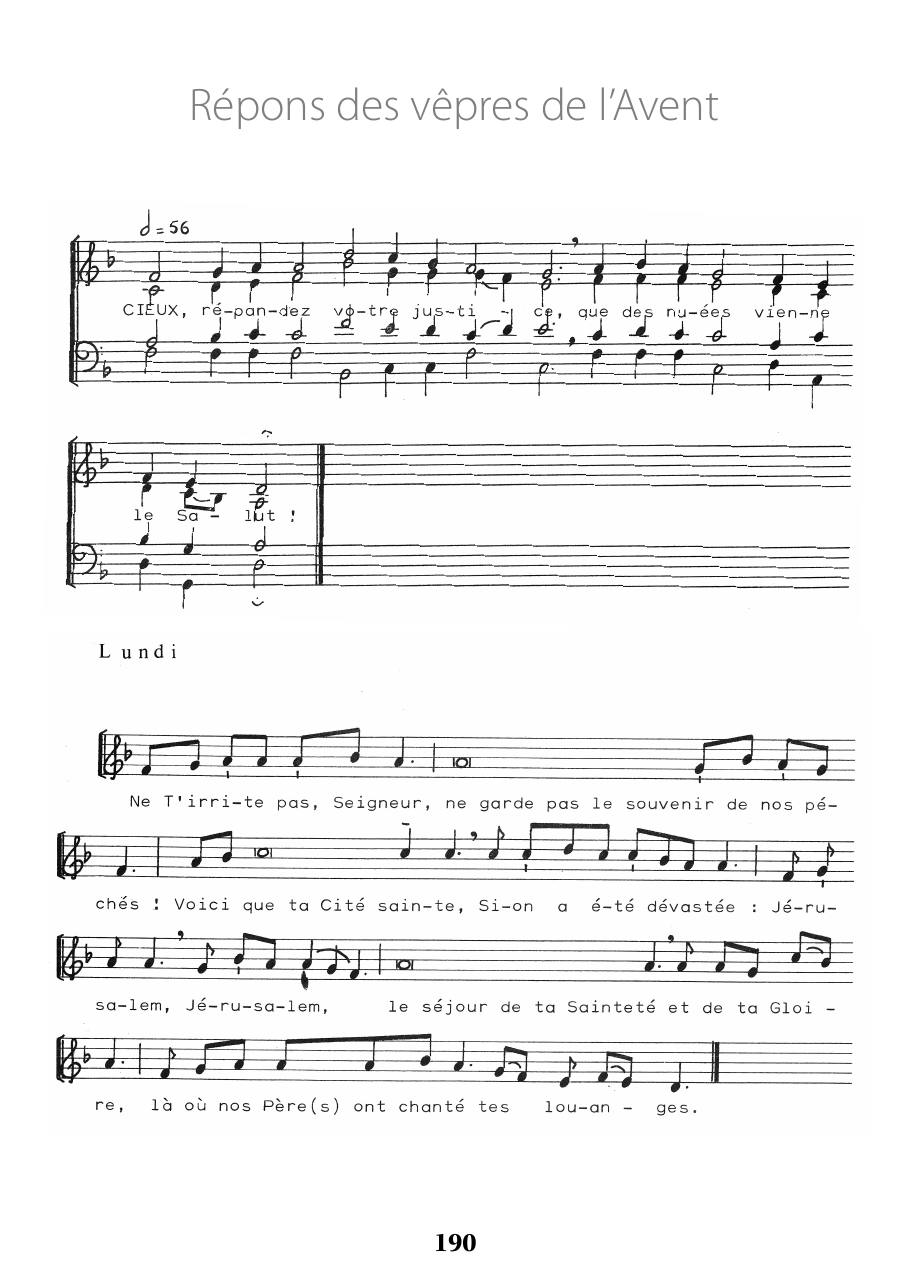 Répons des vêpres de l'Avent
= 56
CIEUX, ré-pan-dez vo-tre jus-ti - ce, que des nu-ées vien-ne
le Sa - lut !
Lundi
Ne T'irri-te pas, Seigneur, ne garde pas le souvenir de nos pé-
chés ! Voici que ta Cité sain-te, Si-on a é-té dévastée : Jé-ru-
sa-lem, Jé-ru-sa-lem, le séjour de ta Sainteté et de ta Gloi -
re, là où nos Père(s) ont chanté tes lou-an - ges.
190